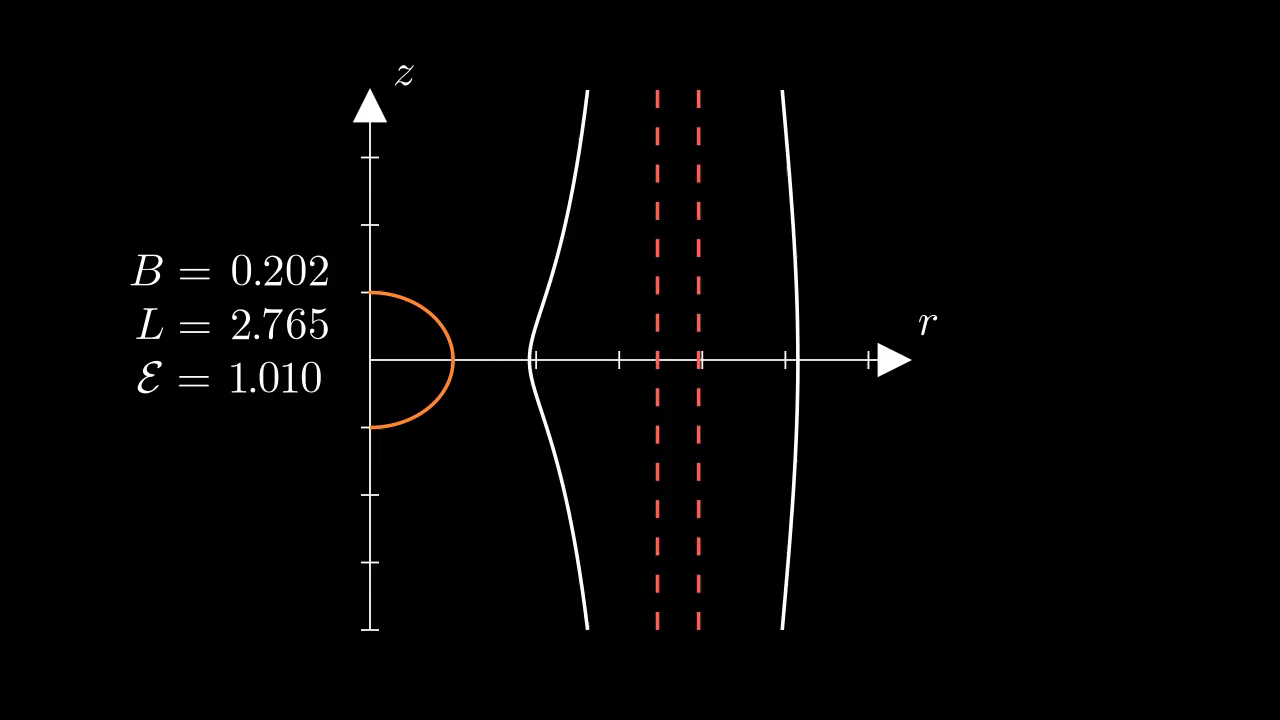 z
B = 0.202
L = 2.765
ℰ = 1.010
r